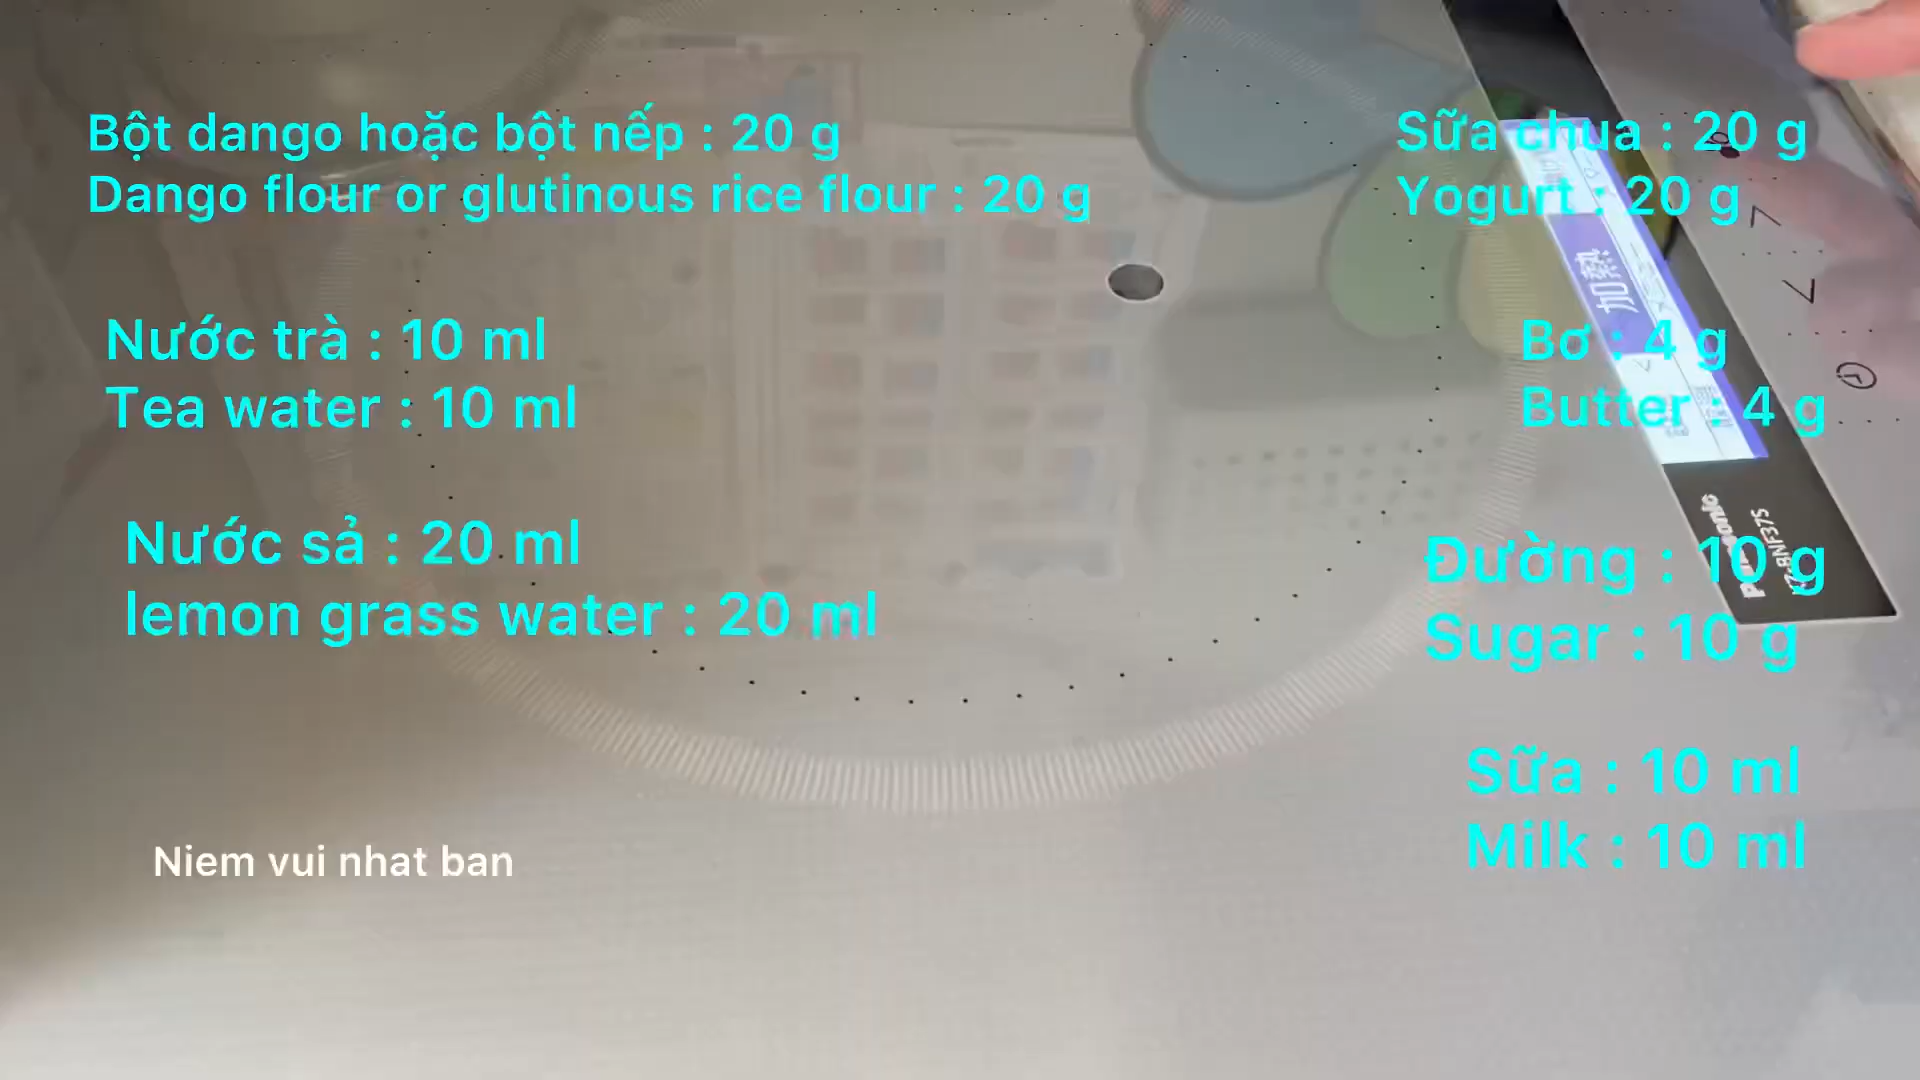 Bột dango hoặc bột nếp : 20 g
Dango flour or glutinous rice flour : 20 g
Nước trà : 10 ml
Tea water : 10 ml
Nước sả : 20 ml
lemon grass water : 20 ml
Niem vui nhat ban
Sữa chua : 20 g
Yogurt : 20 g
Bơ : 4 g
Butter : 4 g
Đường : 10 g
Sugar : 10 g
Sữa : 10 ml
Milk : 10 ml
加熱
Panasonic